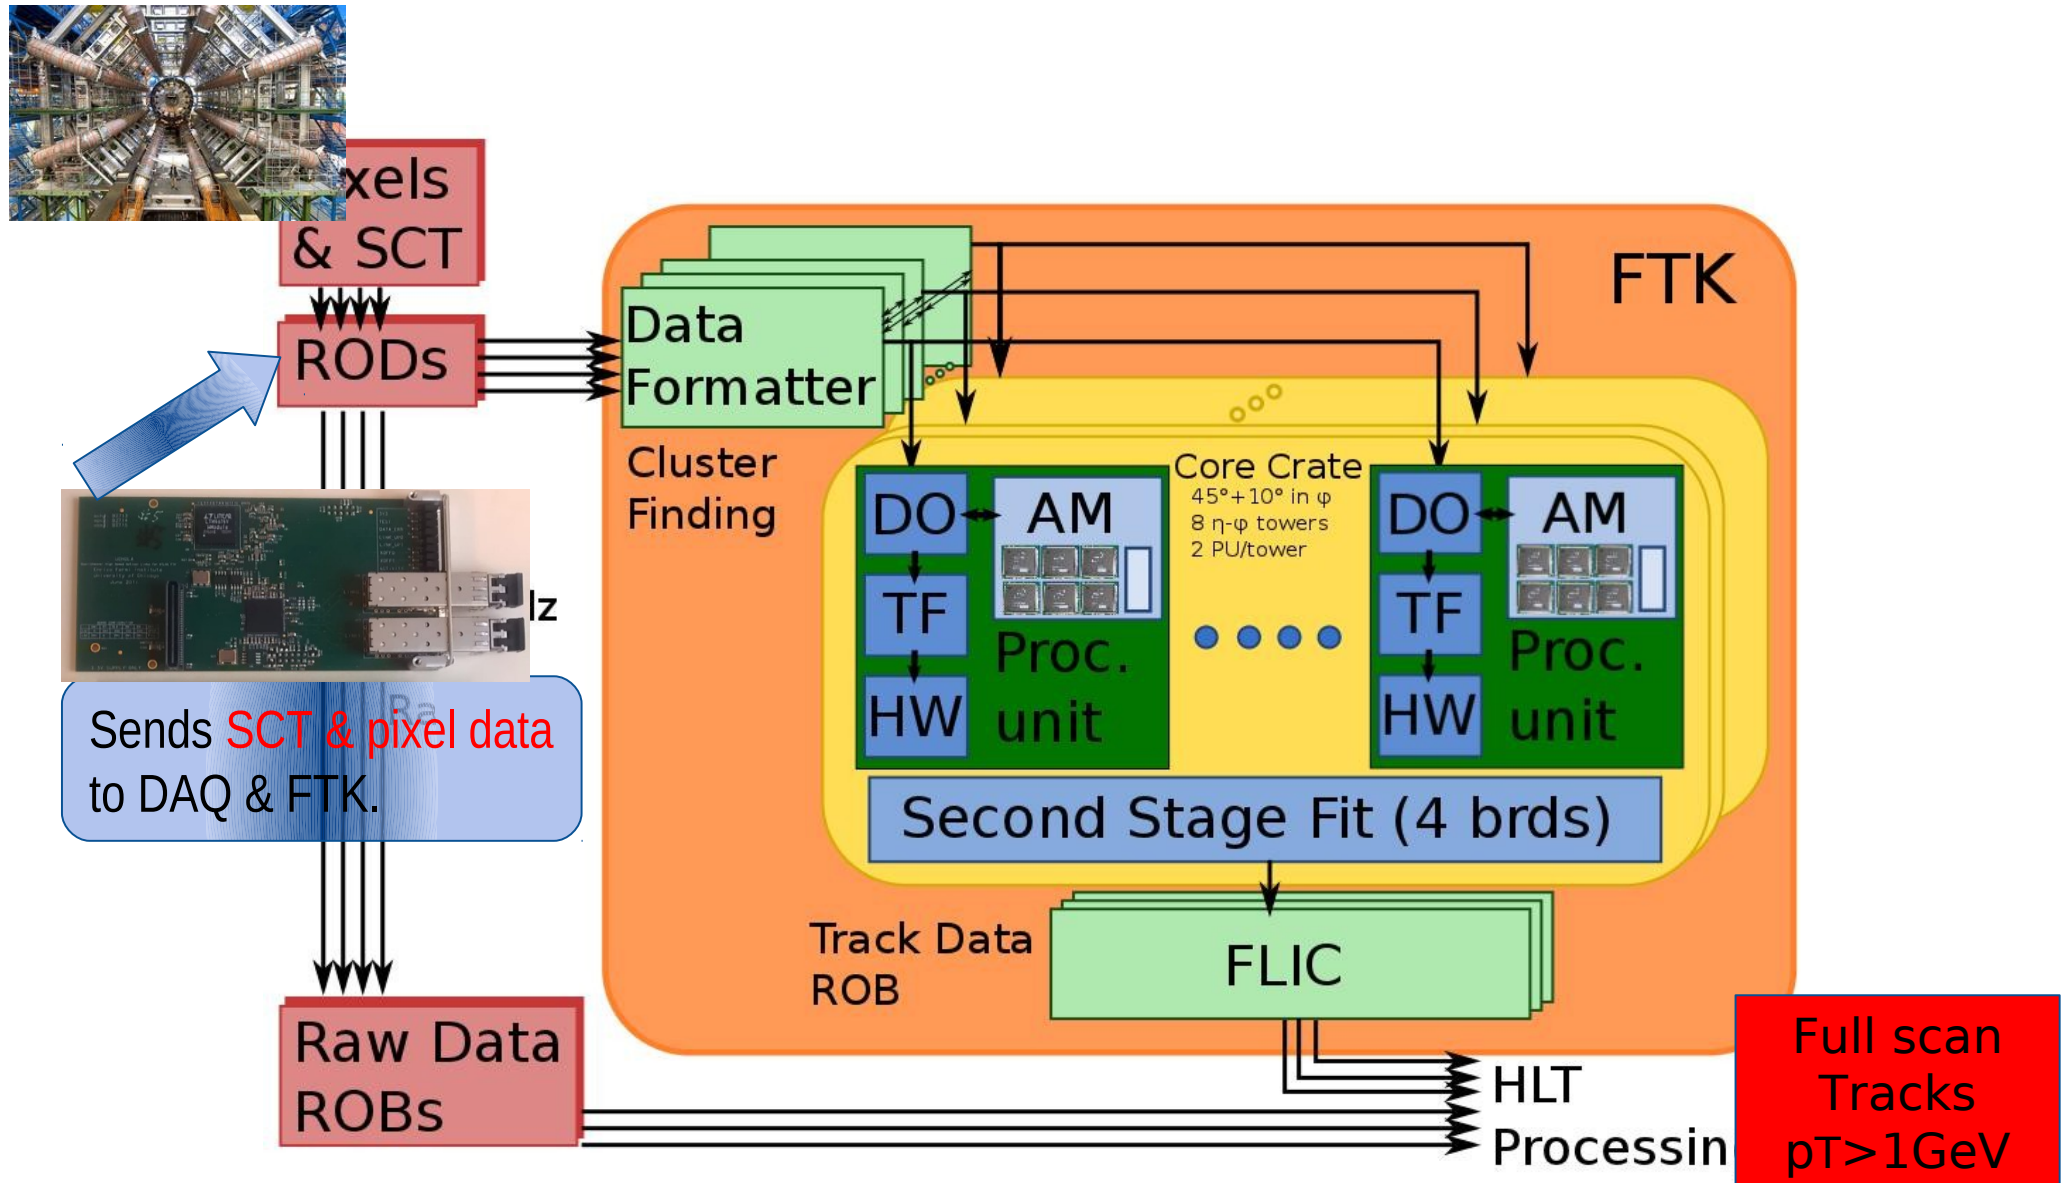 xels
& SCT
RODs
Data
Formatter
FTK
Cluster
Finding
Core Crate
45°+10° in φ
8 η-φ towers
2 PU/tower
DO
AM
TF
HW
Proc.
unit
DO
AM
TF
HW
Proc.
unit
lz
Ra
Sends SCT & pixel data
to DAQ & FTK.
Second Stage Fit (4 brds)
Track Data
ROB
FLIC
Raw Data
ROBs
HLT
Processin
Full scan
Tracks
pT>1GeV